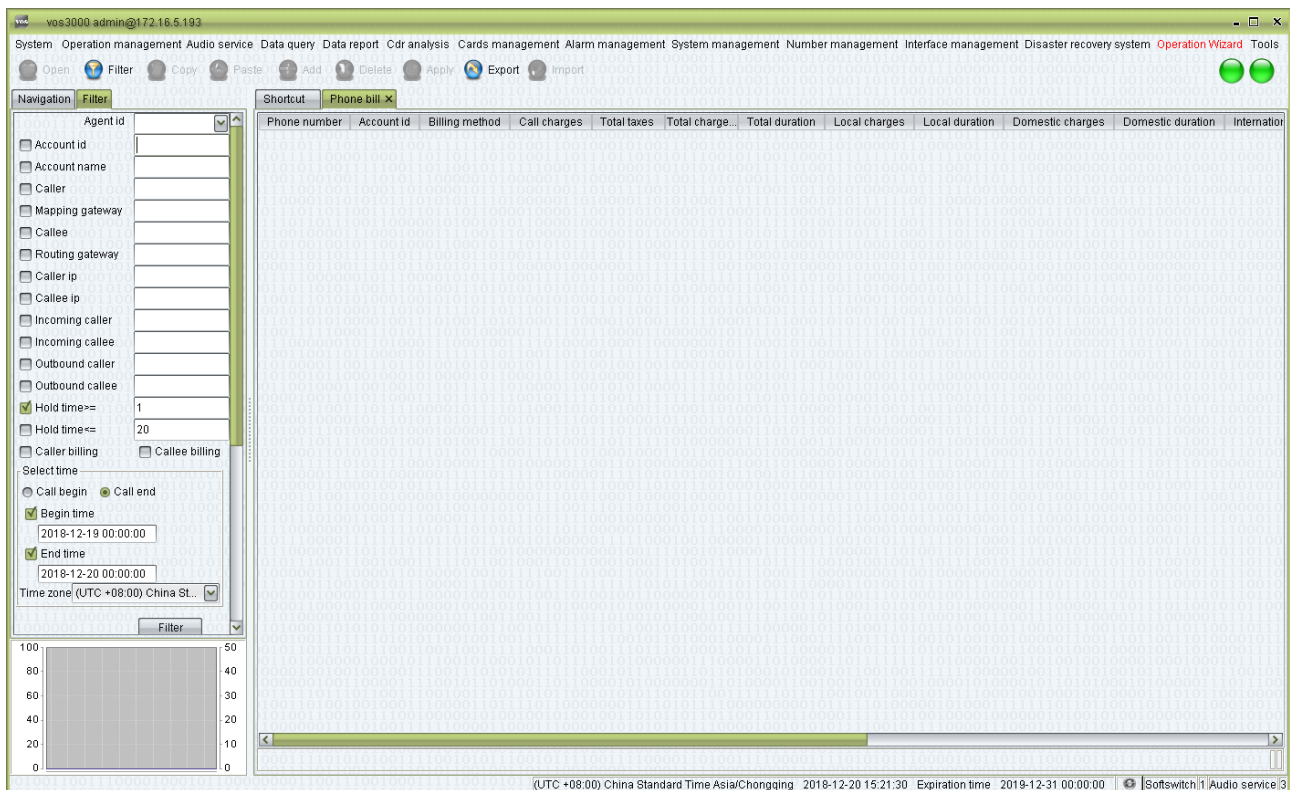 vos vos3000 admin@172.16.5.193
System Operation management Audio service Data query Data report Cdr analysis Cards management Alarm management System management Number management Interface management Disaster recovery system Operation Wizard Tools
Open Filter Copy Paste Add Delete Apply Export Import
Navigation Filter
Shortcut Phone bill
Agent id
Account id
Account name
Caller
Mapping gateway
Callee
Routing gateway
Caller ip
Callee ip
Incoming caller
Incoming callee
Outbound caller
Outbound callee
Hold time>= 1
Hold time<= 20
Caller billing Callee billing
Select time
Call begin Call end
Begin time
2018-12-19 00:00:00
End time
2018-12-20 00:00:00
Time zone (UTC +08:00) China St...
Filter
100 50
80 40
60 30
40 20
20 10
0 0
Phone number Account id Billing method Call charges Total taxes Total charge... Total duration Local charges Local duration Domestic charges Domestic duration Internation
(UTC +08:00) China Standard Time Asia/Chongqing 2018-12-20 15:21:30 Expiration time 2019-12-31 00:00:00 Softswitch 1 Audio service 3